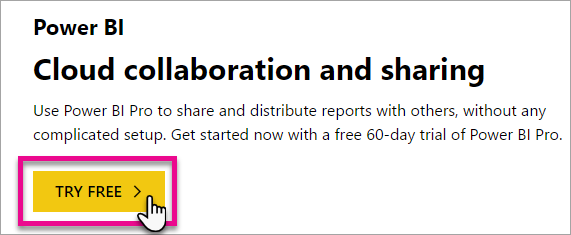 Power BI
Cloud collaboration and sharing
Use Power BI Pro to share and distribute reports with others, without any
complicated setup. Get started now with a free 60-day trial of Power BI Pro.
TRY FREE